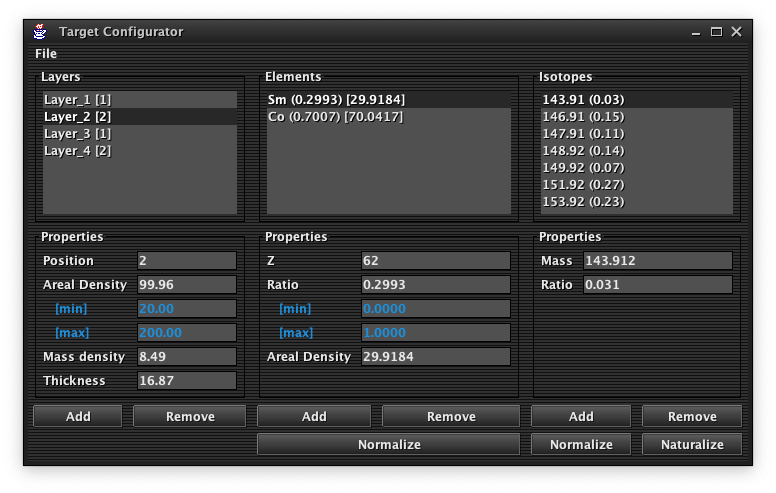 Target Configurator
File
Layers
Layer_1 [1]
Layer_2 [2]
Layer_3 [1]
Layer_4 [2]
Elements
Sm (0.2993) [29.9184]
Co (0.7007) [70.0417]
Isotopes
143.91 (0.03)
146.91 (0.15)
147.91 (0.11)
148.92 (0.14)
149.92 (0.07)
151.92 (0.27)
153.92 (0.23)
Properties
Position 2
Areal Density 99.96
[min] 20.00
[max] 200.00
Mass density 8.49
Thickness 16.87
Properties
Z 62
Ratio 0.2993
[min] 0.0000
[max] 1.0000
Areal Density 29.9184
Properties
Mass 143.912
Ratio 0.031
Add Remove Add Remove Add Remove
Normalize Normalize Naturalize